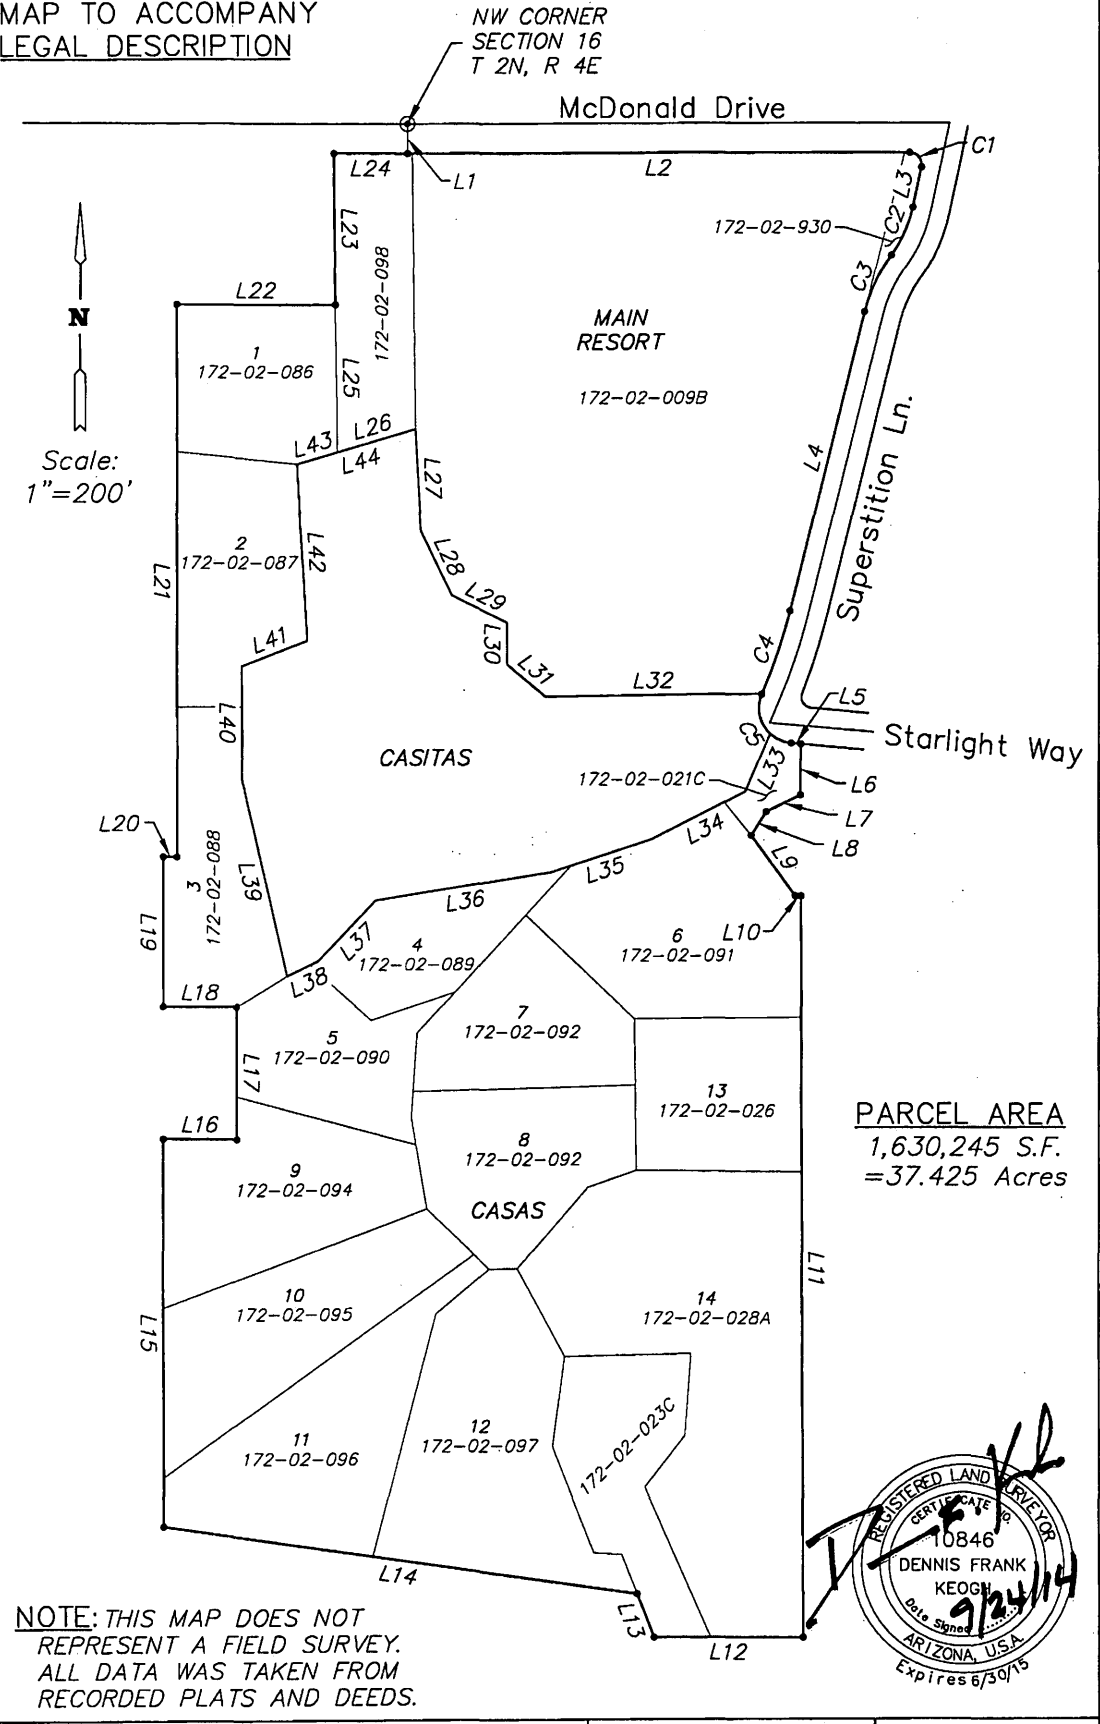 MAP TO ACCOMPANY
LEGAL DESCRIPTION
NW CORNER
SECTION 16
T 2N, R 4E
McDonald Drive
C1
L24
L1
L2
L3
C2
172-02-930
C3
L23
172-02-098
N
L22
MAIN
RESORT
1
172-02-086
L25
172-02-009B
Scale:
1"=200'
L43
L26
L44
L4
Superstition Ln.
L27
2
172-02-087
L42
L28
L21
L29
L41
L30
C4
L31
L32
L5
L40
C5
Starlight Way
CASITAS
172-02-021C
L33
L6
L7
L20
L34
L8
3
172-02-088
L39
L35
L9
L36
L19
L37
4
172-02-089
L10
6
172-02-091
L38
L18
7
172-02-092
5
172-02-090
L17
13
172-02-026
PARCEL AREA
1,630,245 S.F.
=37.425 Acres
L16
8
172-02-092
9
172-02-094
CASAS
L11
10
172-02-095
14
172-02-028A
L15
12
172-02-097
11
172-02-096
172-02-023C
REGISTERED LAND SURVEYOR
CERTIFICATE NO.
10846
DENNIS FRANK
KEOGH
9/24/14
Date Signed
ARIZONA, U.S.A.
Expires 6/30/15
L14
L13
L12
NOTE: THIS MAP DOES NOT
REPRESENT A FIELD SURVEY.
ALL DATA WAS TAKEN FROM
RECORDED PLATS AND DEEDS.